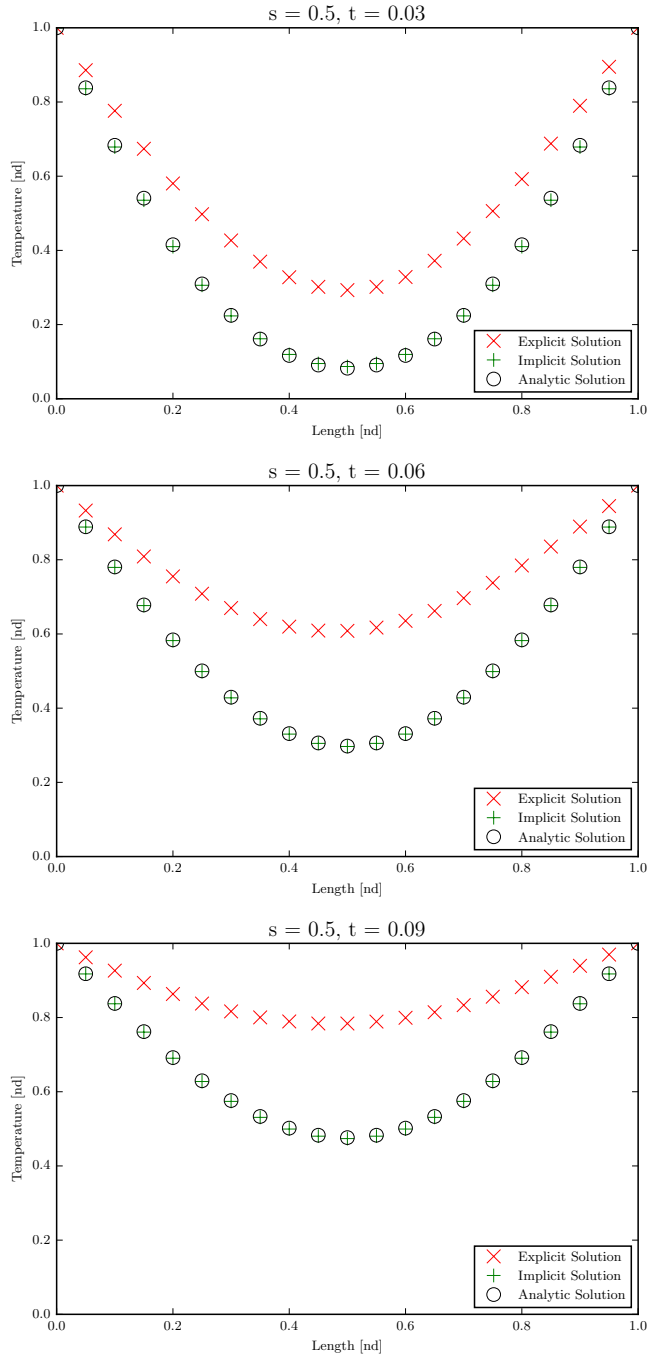 s = 0.5, t = 0.03
1.0
0.8
0.6
0.4
0.2
0.0
Temperature [nd]
Explicit Solution
Implicit Solution
Analytic Solution
0.0 0.2 0.4 0.6 0.8 1.0
Length [nd]
s = 0.5, t = 0.06
1.0
0.8
0.6
0.4
0.2
0.0
Temperature [nd]
Explicit Solution
Implicit Solution
Analytic Solution
0.0 0.2 0.4 0.6 0.8 1.0
Length [nd]
s = 0.5, t = 0.09
1.0
0.8
0.6
0.4
0.2
0.0
Temperature [nd]
Explicit Solution
Implicit Solution
Analytic Solution
0.0 0.2 0.4 0.6 0.8 1.0
Length [nd]